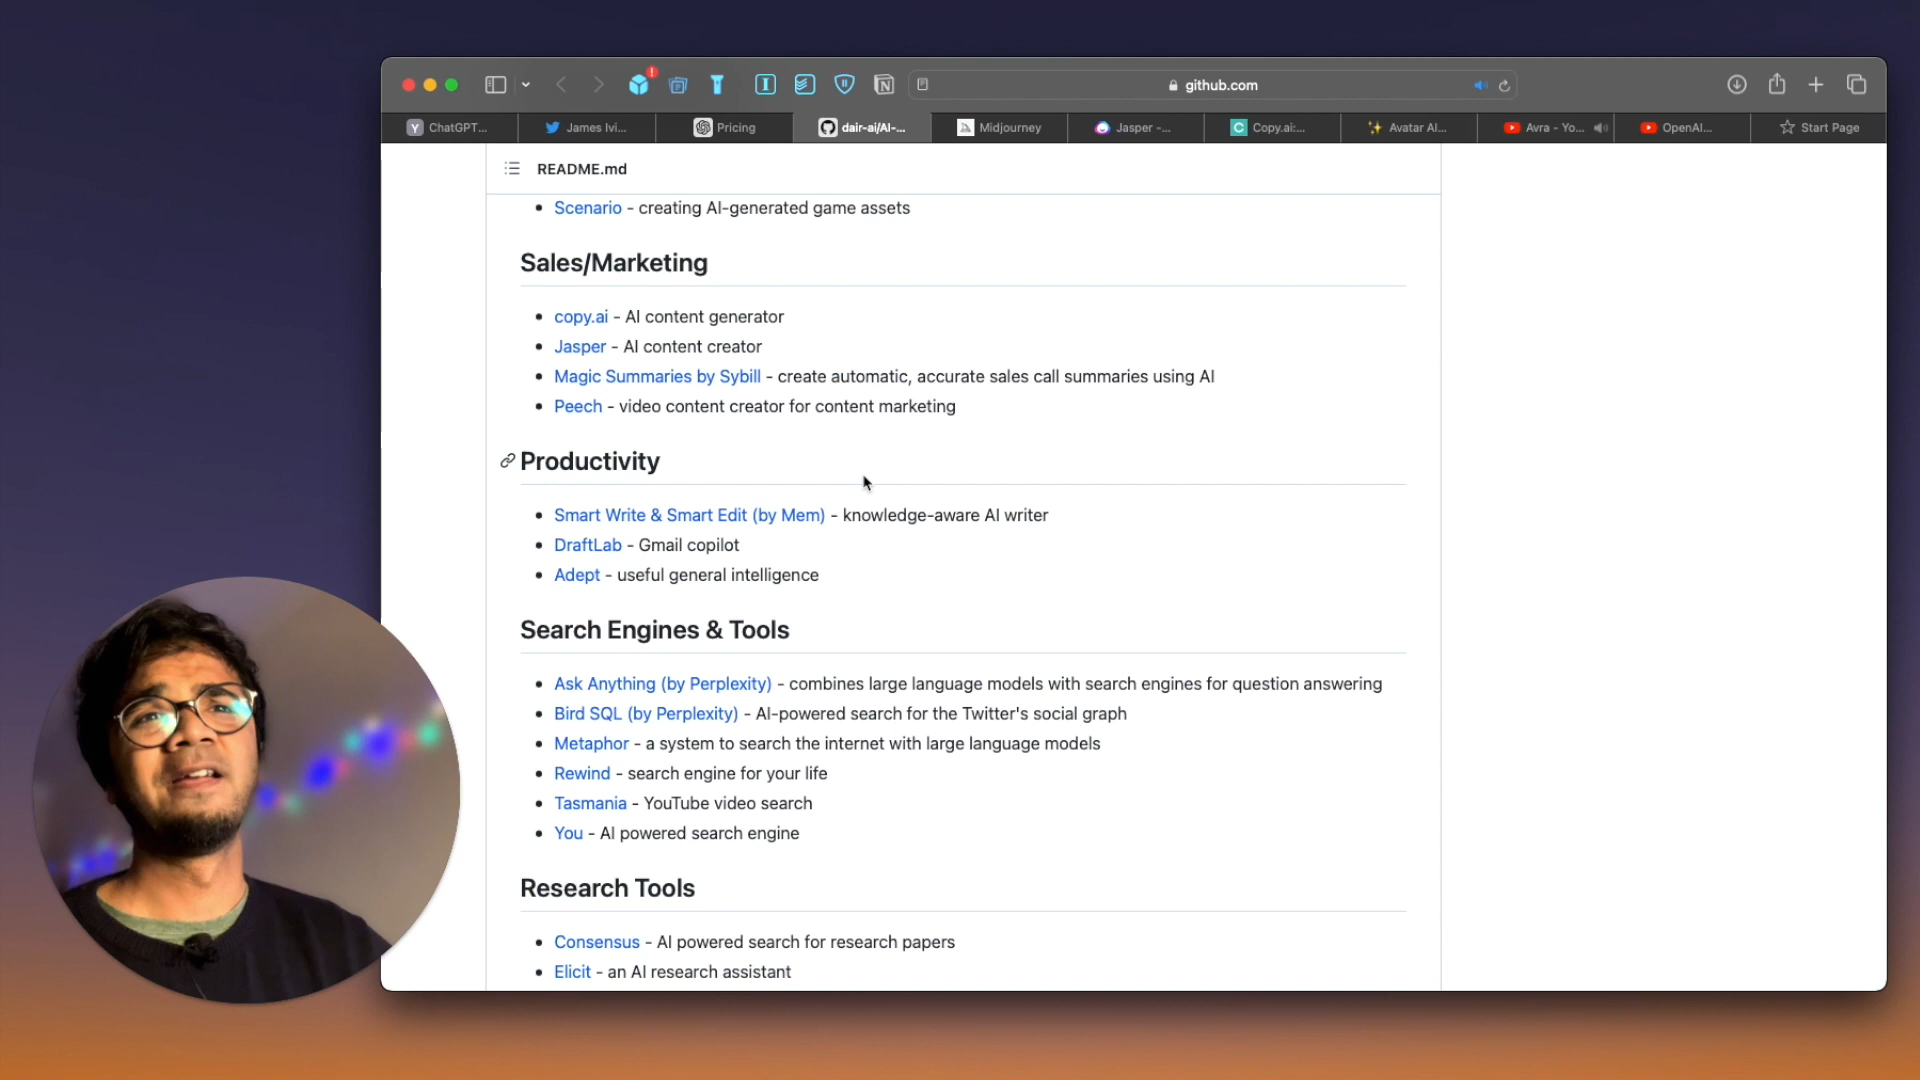 github.com
ChatGPT...
James Ivi...
Pricing
dair-ai/AI-...
Midjourney
Jasper -...
Copy.ai:...
Avatar AI...
Avra - Yo...
OpenAI...
Start Page
README.md
Scenario - creating AI-generated game assets
Sales/Marketing
copy.ai - AI content generator
Jasper - AI content creator
Magic Summaries by Sybill - create automatic, accurate sales call summaries using AI
Peech - video content creator for content marketing
Productivity
Smart Write & Smart Edit (by Mem) - knowledge-aware AI writer
DraftLab - Gmail copilot
Adept - useful general intelligence
Search Engines & Tools
Ask Anything (by Perplexity) - combines large language models with search engines for question answering
Bird SQL (by Perplexity) - AI-powered search for the Twitter's social graph
Metaphor - a system to search the internet with large language models
Rewind - search engine for your life
Tasmania - YouTube video search
You - AI powered search engine
Research Tools
Consensus - AI powered search for research papers
Elicit - an AI research assistant